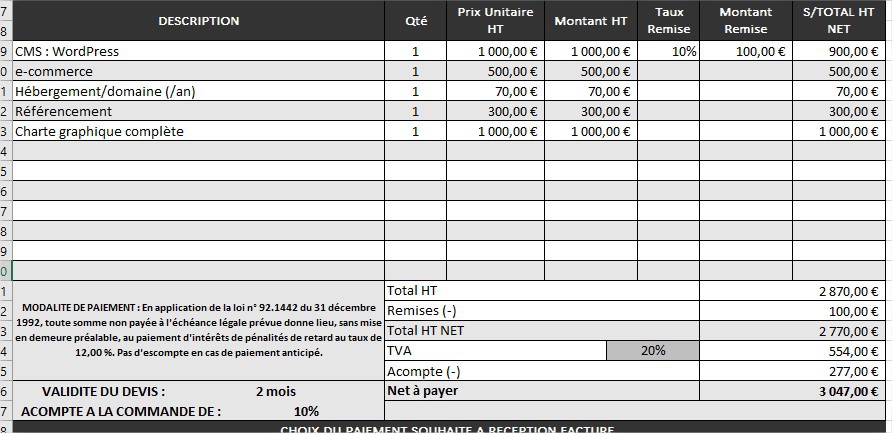 7 DESCRIPTION Qté Prix Unitaire HT Montant HT Taux Remise Montant Remise S/TOTAL HT NET
8
9 CMS : WordPress 1 1 000,00 € 1 000,00 € 10% 100,00 € 900,00 €
0 e-commerce 1 500,00 € 500,00 € 500,00 €
1 Hébergement/domaine (/an) 1 70,00 € 70,00 € 70,00 €
2 Référencement 1 300,00 € 300,00 € 300,00 €
3 Charte graphique complète 1 1 000,00 € 1 000,00 € 1 000,00 €
4
5
6
7
8
9
0
1 Total HT 2 870,00 €
MODALITE DE PAIEMENT : En application de la loi n° 92.1442 du 31 décembre
1992, toute somme non payée à l'échéance légale prévue donne lieu, sans mise
en demeure préalable, au paiement d'intérêts de pénalités de retard au taux de
12,00 %. Pas d'escompte en cas de paiement anticipé.
2 Remises (-) 100,00 €
3 Total HT NET 2 770,00 €
4 TVA 20% 554,00 €
5 Acompte (-) 277,00 €
6 VALIDITE DU DEVIS : 2 mois Net à payer 3 047,00 €
7 ACOMPTE A LA COMMANDE DE : 10%
8 CHOIX DU PAIEMENT SOUHAITE A RECEPTION FACTURE